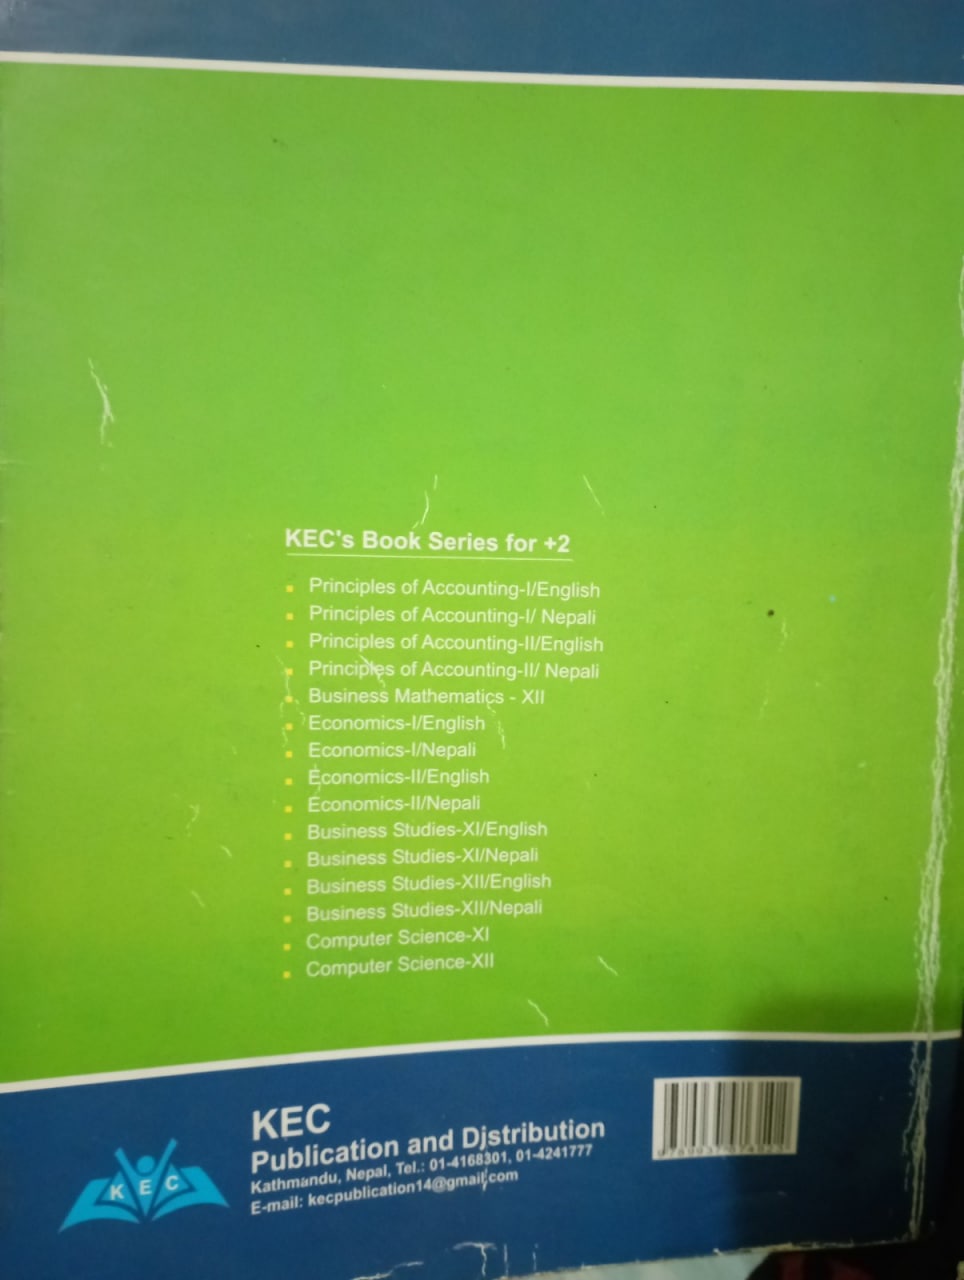 KEC's Book Series for +2
Principles of Accounting-I/English
Principles of Accounting-I/ Nepali
Principles of Accounting-II/English
Principles of Accounting-II/ Nepali
Business Mathematics - XII
Economics-I/English
Economics-I/Nepali
Economics-II/English
Economics-II/Nepali
Business Studies-XI/English
Business Studies-XI/Nepali
Business Studies-XII/English
Business Studies-XII/Nepali
Computer Science-XI
Computer Science-XII
KEC
Publication and Distribution
Kathmandu, Nepal, Tel.: 01-4168301, 01-4241777
E-mail: kecpublication14@gmail.com
K E C